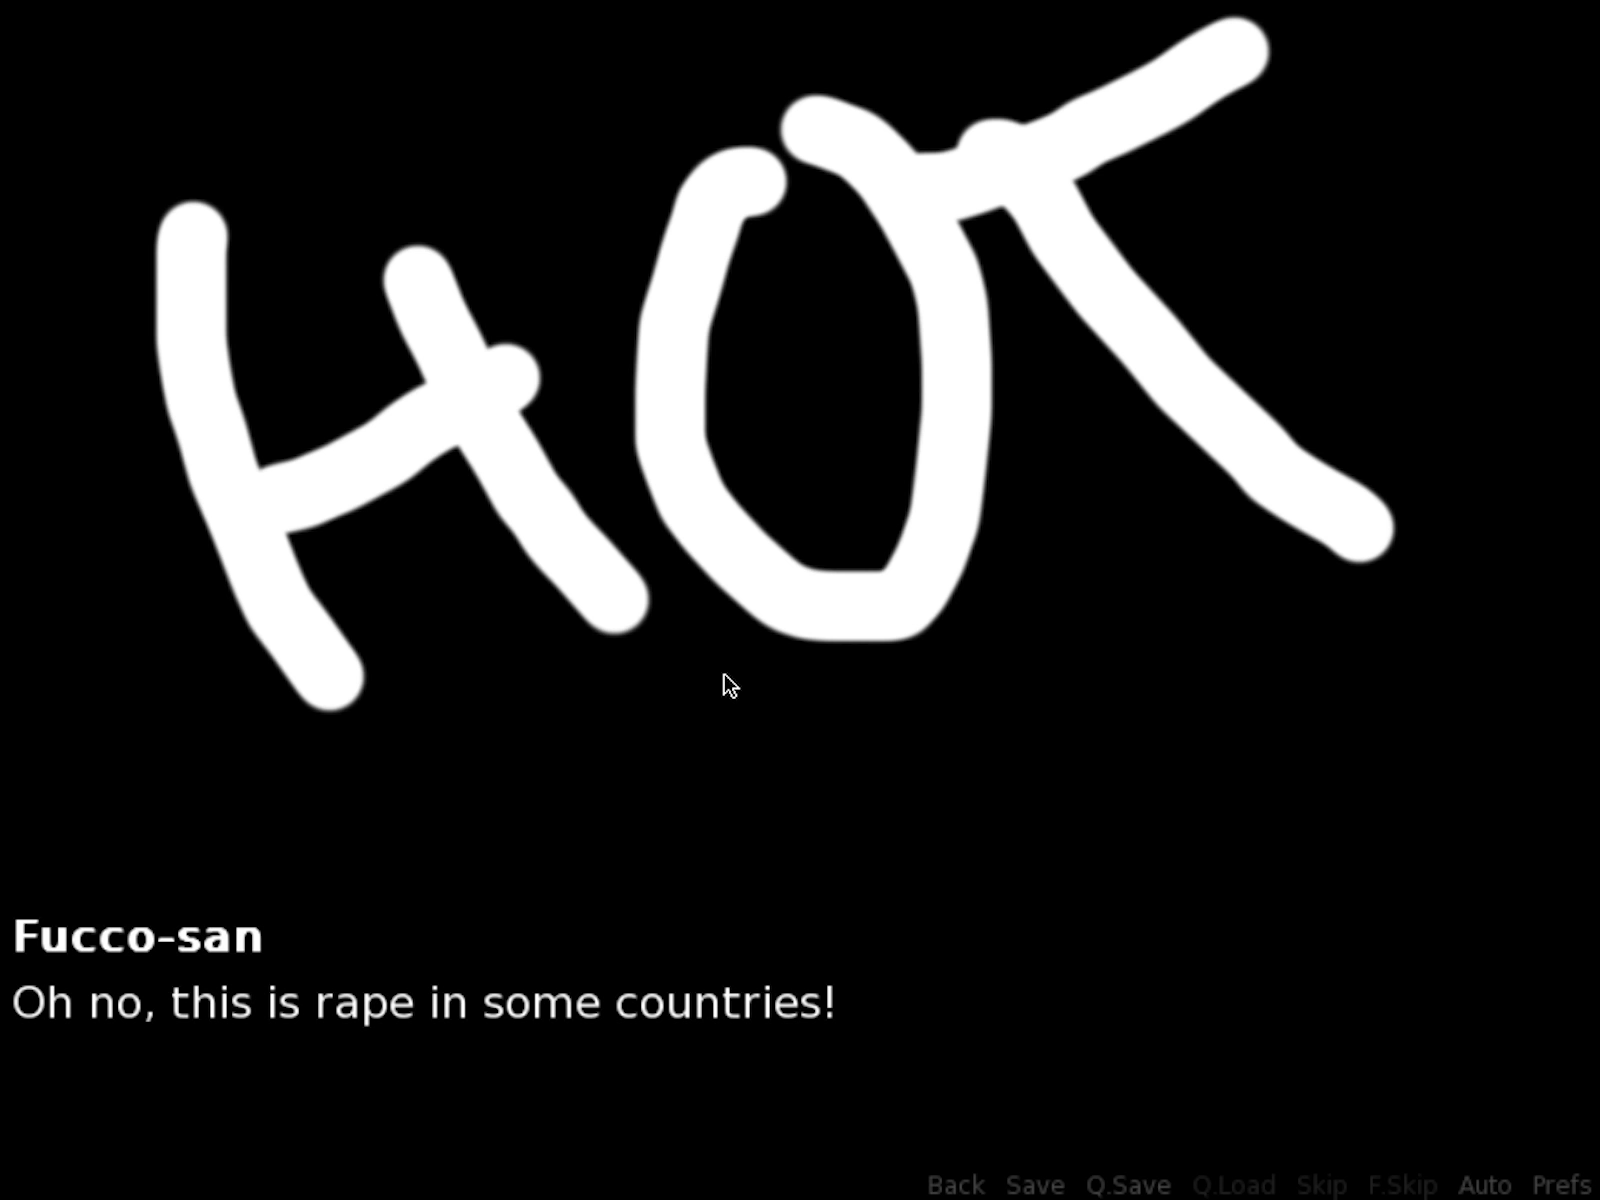 HOT
Fucco-san
Oh no, this is rape in some countries!
Back Save Q.Save Q.Load Skip F.Skip Auto Prefs